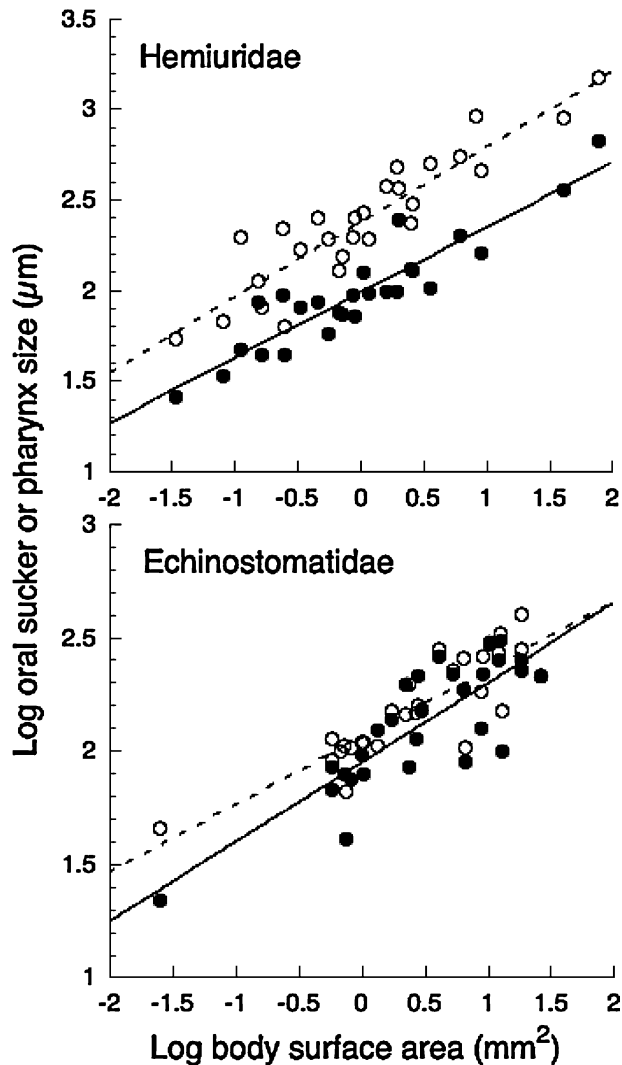 Log oral sucker or pharynx size (µm)
Hemiuridae
3.5
3
2.5
2
1.5
1
-2 -1.5 -1 -0.5 0 0.5 1 1.5 2
Echinostomatidae
3
2.5
2
1.5
1
-2 -1.5 -1 -0.5 0 0.5 1 1.5 2
Log body surface area (mm²)